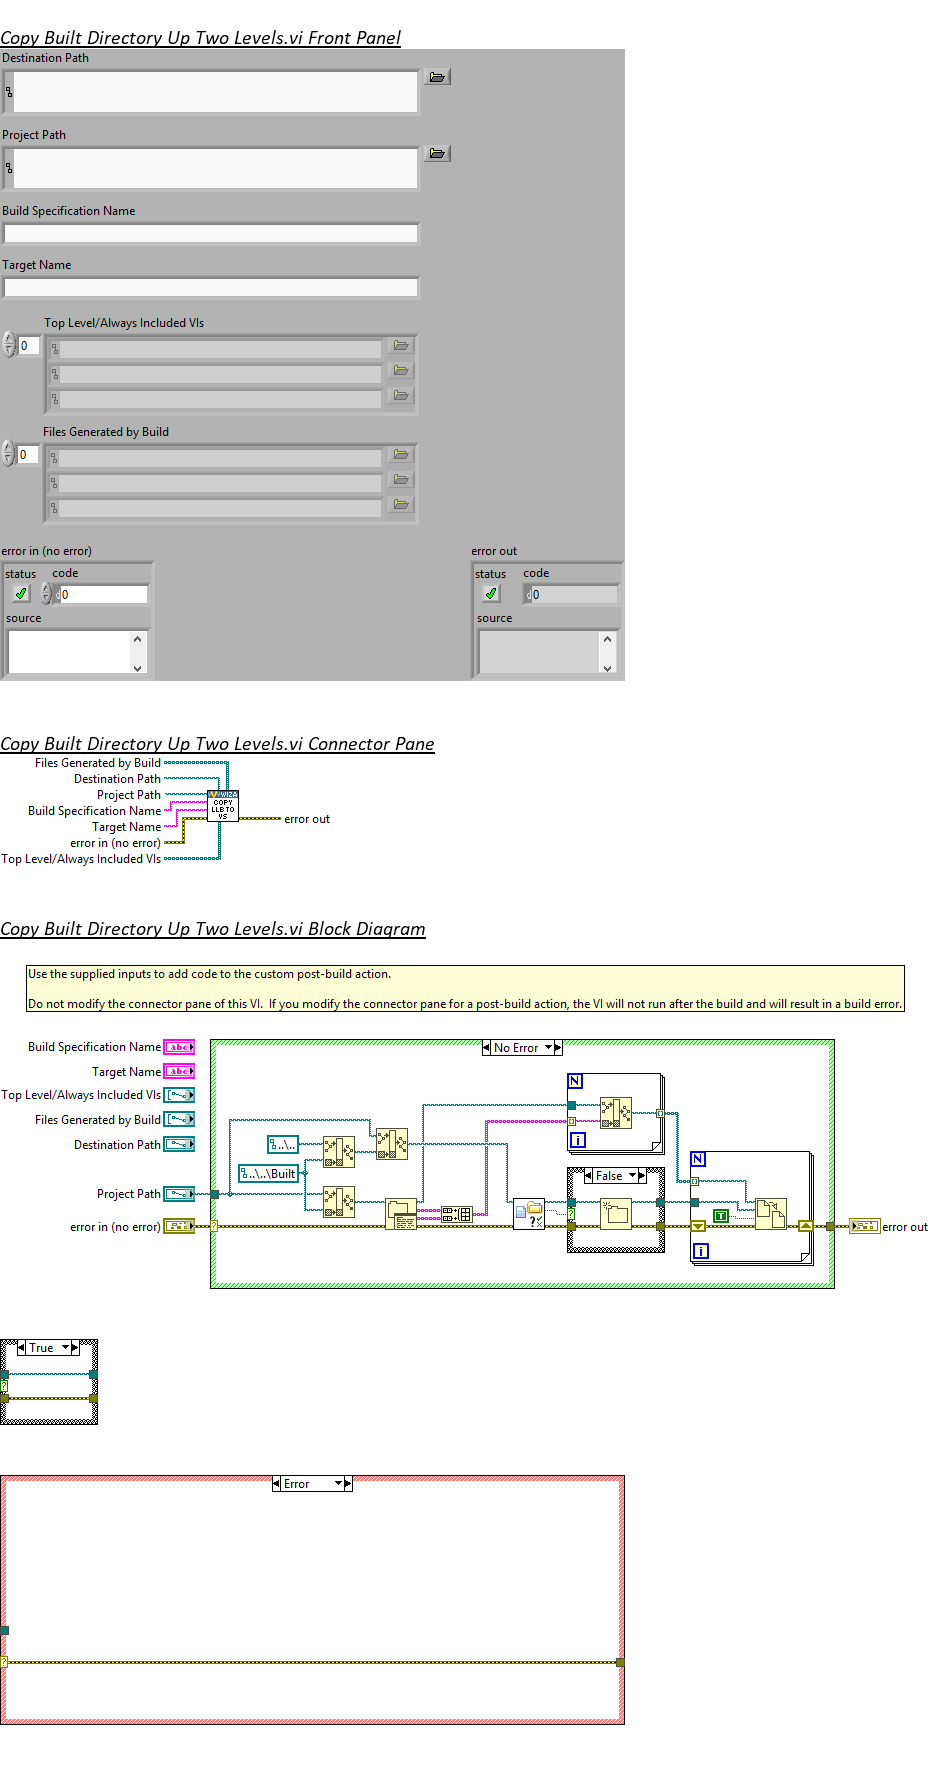 Copy Built Directory Up Two Levels.vi Front Panel
Destination Path
Project Path
Build Specification Name
Target Name
Top Level/Always Included VIs
0
Files Generated by Build
0
error in (no error)
error out
status code
status code
d0
d0
source
source
Copy Built Directory Up Two Levels.vi Connector Pane
Files Generated by Build
Destination Path
Project Path
Build Specification Name
Target Name
error in (no error)
Top Level/Always Included VIs
COPY
LLB TO
VS
error out
Copy Built Directory Up Two Levels.vi Block Diagram
Use the supplied inputs to add code to the custom post-build action.
Do not modify the connector pane of this VI. If you modify the connector pane for a post-build action, the VI will not run after the build and will result in a build error.
Build Specification Name abc
No Error
Target Name abc
Top Level/Always Included VIs
N
Files Generated by Build
Destination Path
..\..
i
N
..\..\Built
False
Project Path
?
T
error in (no error)
?
?
error out
i
True
?
Error
?